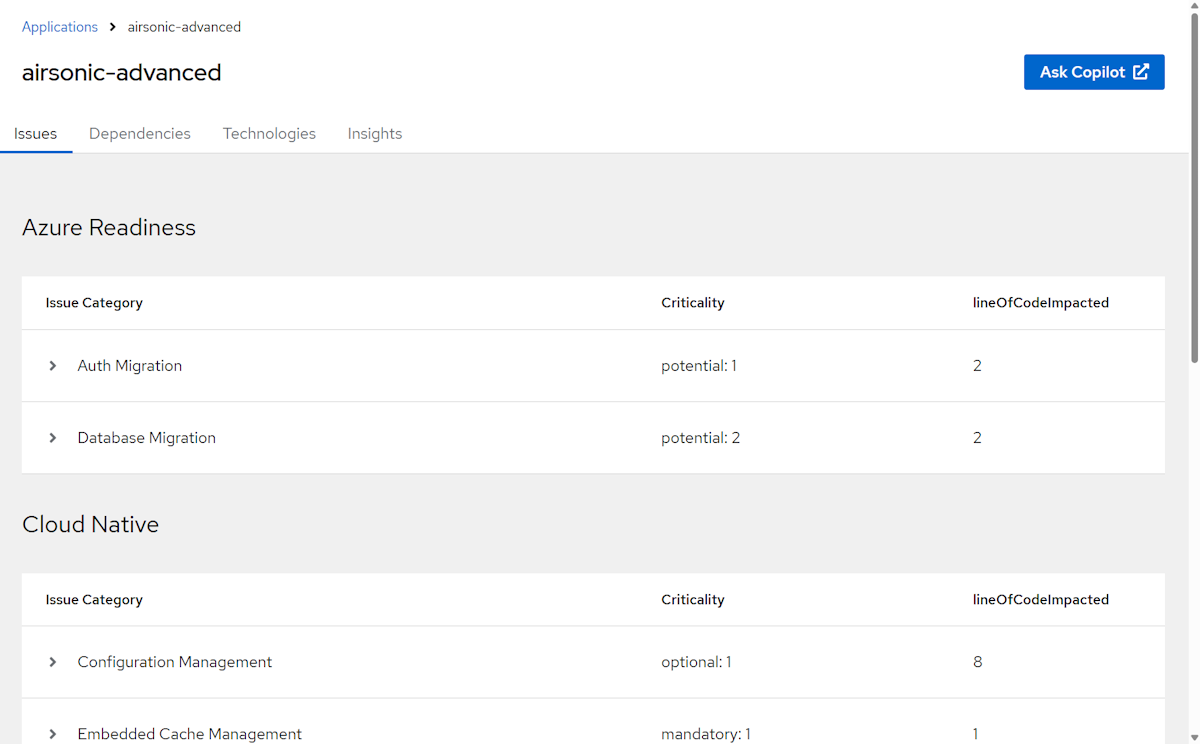 Applications > airsonic-advanced
airsonic-advanced
Ask Copilot
Issues Dependencies Technologies Insights
Azure Readiness
Issue Category Criticality lineOfCodeImpacted
Auth Migration potential: 1 2
Database Migration potential: 2 2
Cloud Native
Issue Category Criticality lineOfCodeImpacted
Configuration Management optional: 1 8
Embedded Cache Management mandatory: 1 1